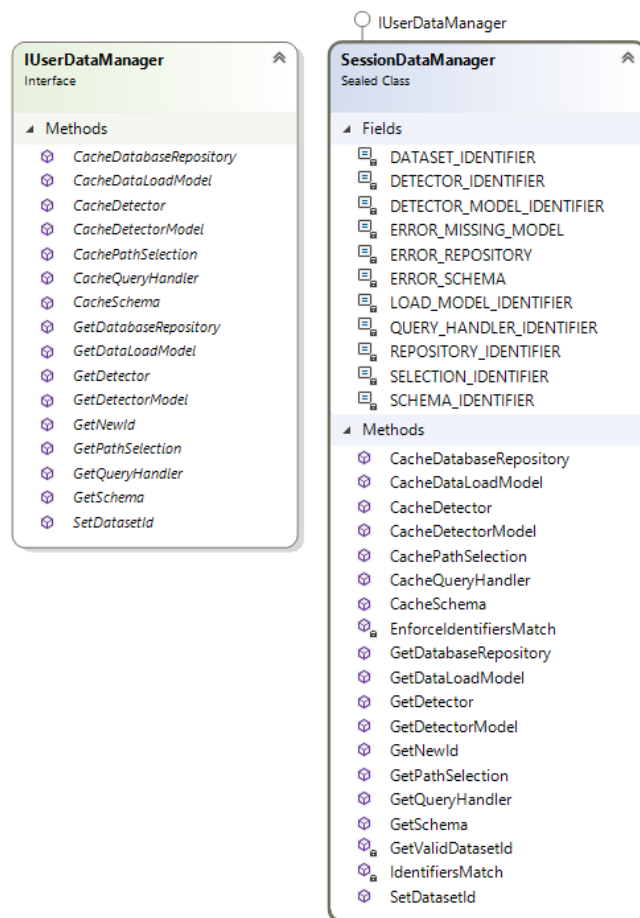 IUserDataManager
IUserDataManager
Interface
Methods
CacheDatabaseRepository
CacheDataLoadModel
CacheDetector
CacheDetectorModel
CachePathSelection
CacheQueryHandler
CacheSchema
GetDatabaseRepository
GetDataLoadModel
GetDetector
GetDetectorModel
GetNewId
GetPathSelection
GetQueryHandler
GetSchema
SetDatasetId
SessionDataManager
Sealed Class
Fields
DATASET_IDENTIFIER
DETECTOR_IDENTIFIER
DETECTOR_MODEL_IDENTIFIER
ERROR_MISSING_MODEL
ERROR_REPOSITORY
ERROR_SCHEMA
LOAD_MODEL_IDENTIFIER
QUERY_HANDLER_IDENTIFIER
REPOSITORY_IDENTIFIER
SELECTION_IDENTIFIER
SCHEMA_IDENTIFIER
Methods
CacheDatabaseRepository
CacheDataLoadModel
CacheDetector
CacheDetectorModel
CachePathSelection
CacheQueryHandler
CacheSchema
EnforceIdentifiersMatch
GetDatabaseRepository
GetDataLoadModel
GetDetector
GetDetectorModel
GetNewId
GetPathSelection
GetQueryHandler
GetSchema
GetValidDatasetId
IdentifiersMatch
SetDatasetId